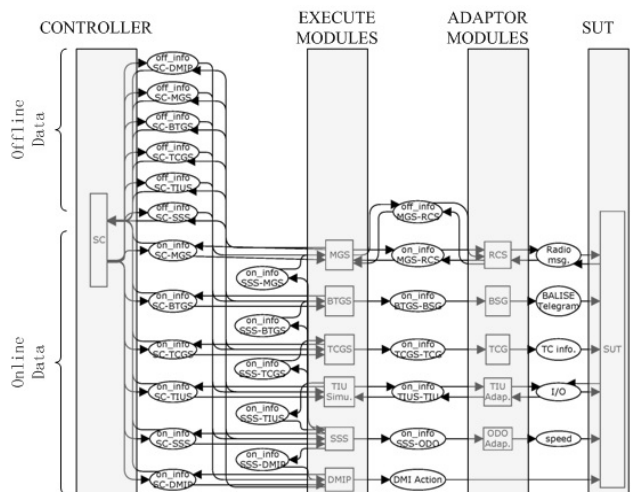 CONTROLLER
EXECUTE
MODULES
ADAPTOR
MODULES
SUT
Offline
Data
Online
Data
off_info
SC-DMIP
off_info
SC-MGS
off_info
SC-BTGS
off_info
SC-TCGS
off_info
SC-TIUS
off_info
SC-SSS
SC
on_info
SC-MGS
on_info
SC-BTGS
on_info
SC-TCGS
on_info
SC-TIUS
on_info
SC-SSS
on_info
SC-DMIP
on_info
SSS-MGS
on_info
SSS-BTGS
on_info
SSS-TCGS
on_info
SSS-TIUS
on_info
SSS-DMIP
MGS
BTGS
TCGS
TIU
Simu.
SSS
DMIP
off_info
MGS-RCS
on_info
MGS-RCS
on_info
BTGS-BSG
on_info
TCGS-TCG
on_info
TIUS-TIU
on_info
SSS-ODO
DMI Action
RCS
BSG
TCG
TIU
Adap.
ODO
Adap.
Radio
msg.
BALISE
Telegram
TC info.
I/O
speed
SUT